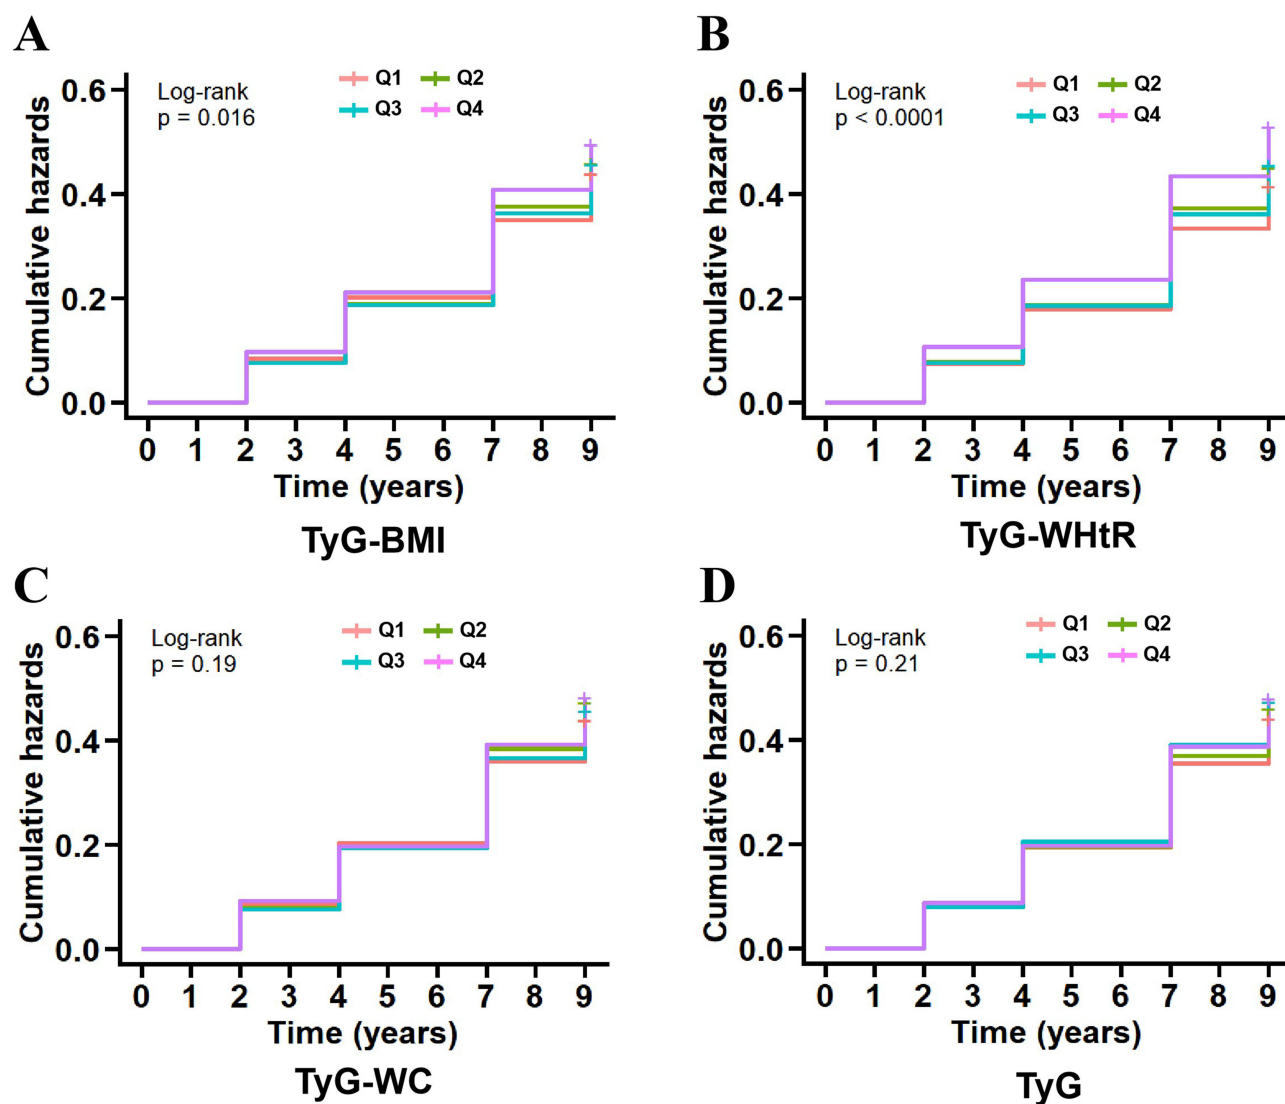 A
Log-rank
p = 0.016
Q1 Q2
Q3 Q4
Cumulative hazards
0.6
0.4
0.2
0.0
0 1 2 3 4 5 6 7 8 9
Time (years)
TyG-BMI
B
Log-rank
p < 0.0001
Q1 Q2
Q3 Q4
Cumulative hazards
0.6
0.4
0.2
0.0
0 1 2 3 4 5 6 7 8 9
Time (years)
TyG-WHtR
C
Log-rank
p = 0.19
Q1 Q2
Q3 Q4
Cumulative hazards
0.6
0.4
0.2
0.0
0 1 2 3 4 5 6 7 8 9
Time (years)
TyG-WC
D
Log-rank
p = 0.21
Q1 Q2
Q3 Q4
Cumulative hazards
0.6
0.4
0.2
0.0
0 1 2 3 4 5 6 7 8 9
Time (years)
TyG